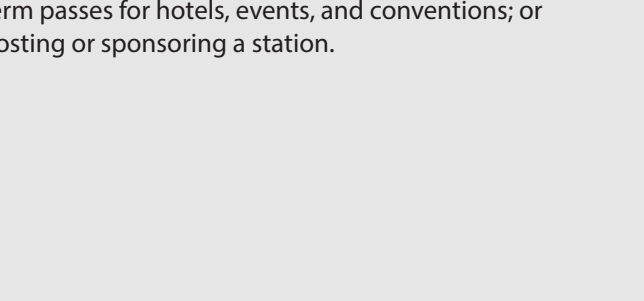 erm passes for hotels, events, and conventions; or
osting or sponsoring a station.